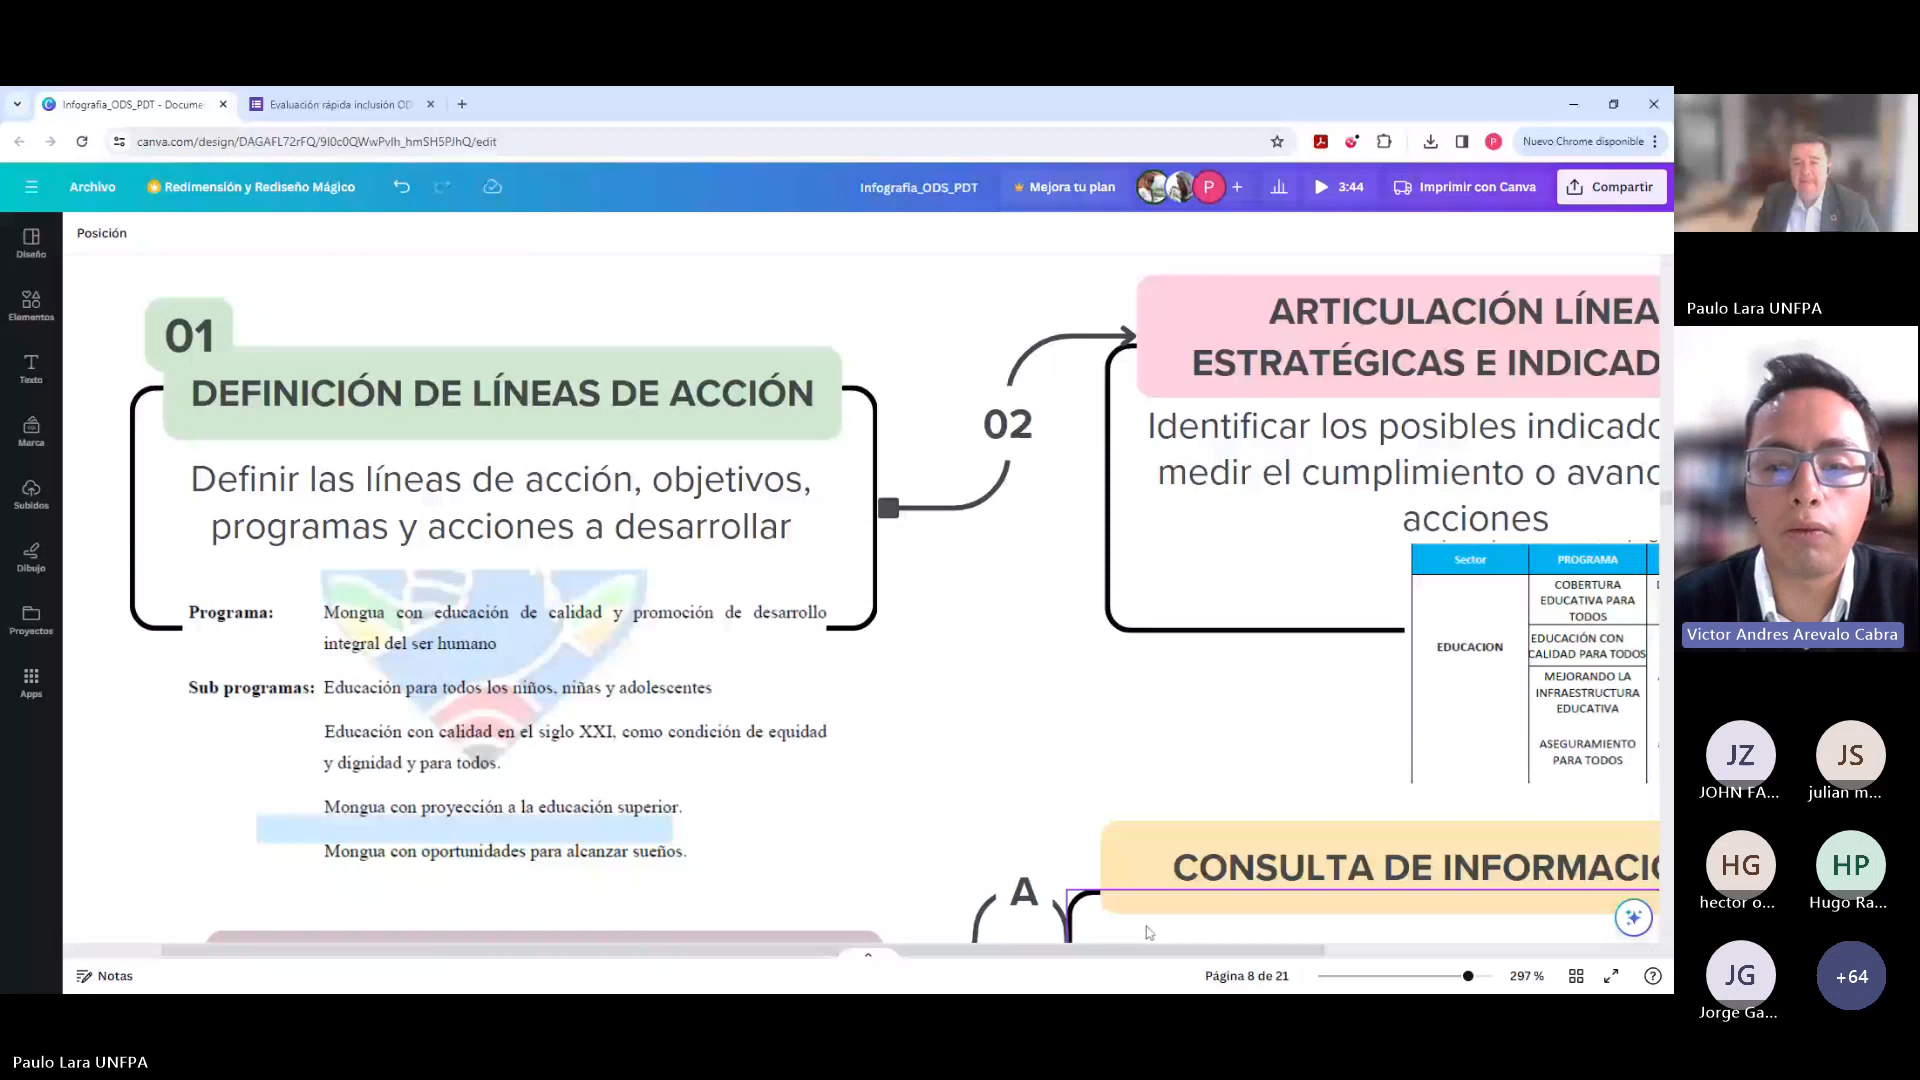 Infografia_ODS_PDT - Docume
Evaluación rápida inclusión OD
canva.com/design/DAGAFL72rFQ/9I0c0QWwPvIh_hmSH5PJhQ/edit
P
Nuevo Chrome disponible
Archivo
Redimensión y Rediseño Mágico
Infografia_ODS_PDT
Mejora tu plan
P
3:44
Imprimir con Canva
Compartir
Diseño
Elementos
Texto
Marca
Subidos
Dibujo
Proyectos
Apps
Posición
01
DEFINICIÓN DE LÍNEAS DE ACCIÓN
Definir las líneas de acción, objetivos,
programas y acciones a desarrollar
Programa: Mongua con educación de calidad y promoción de desarrollo
integral del ser humano
Sub programas: Educación para todos los niños, niñas y adolescentes
Educación con calidad en el siglo XXI, como condición de equidad
y dignidad y para todos.
Mongua con proyección a la educación superior.
Mongua con oportunidades para alcanzar sueños.
02
ARTICULACIÓN LÍNEA
ESTRATÉGICAS E INDICAD
Identificar los posibles indicado
medir el cumplimiento o avanc
acciones
Sector
PROGRAMA
EDUCACION
COBERTURA
EDUCATIVA PARA
TODOS
EDUCACIÓN CON
CALIDAD PARA TODOS
MEJORANDO LA
INFRAESTRUCTURA
EDUCATIVA
ASEGURAMIENTO
PARA TODOS
A
CONSULTA DE INFORMACIÓ
Notas
Página 8 de 21
297 %
Paulo Lara UNFPA
Victor Andres Arevalo Cabra
JZ
JOHN FA...
JS
julian m...
HG
hector o...
HP
Hugo Ra...
JG
Jorge Ga...
+64
Paulo Lara UNFPA